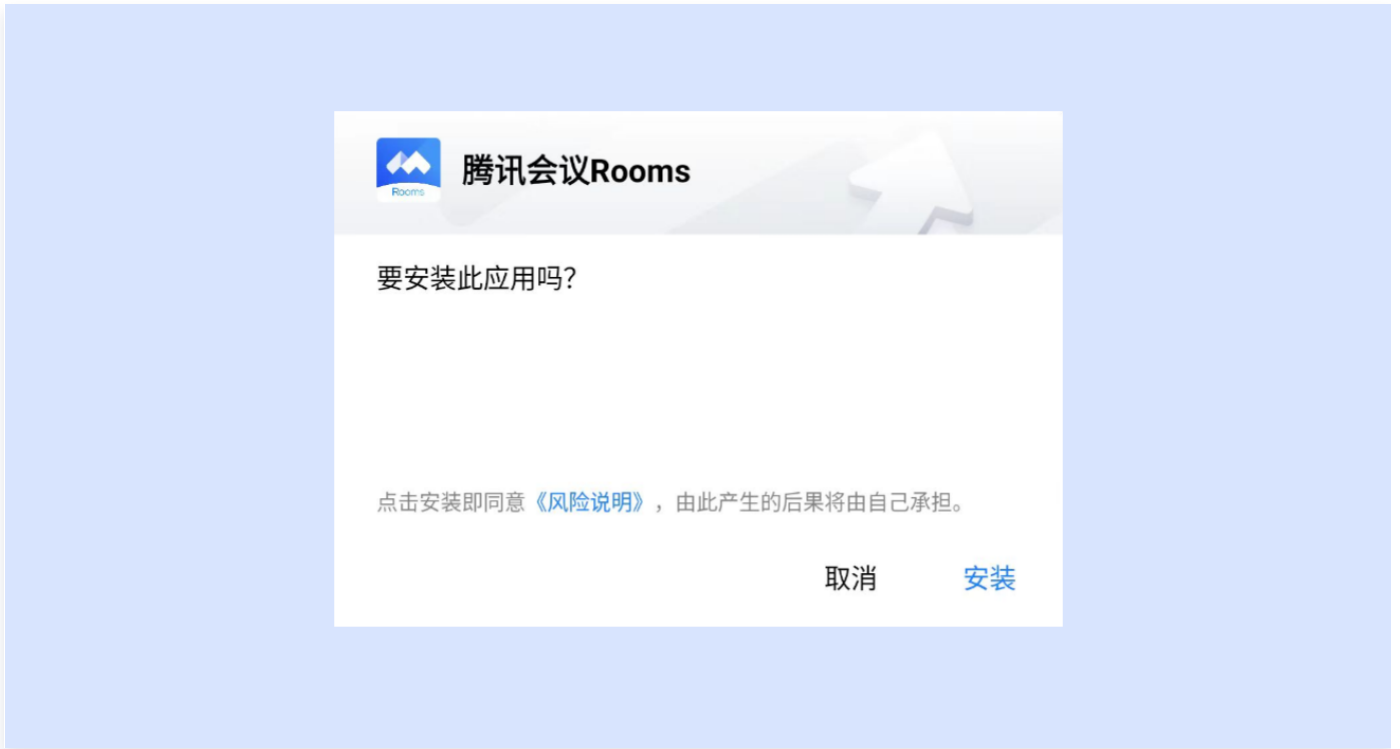 腾讯会议Rooms
Rooms
要安装此应用吗?
点击安装即同意《风险说明》，由此产生的后果将由自己承担。
取消 安装